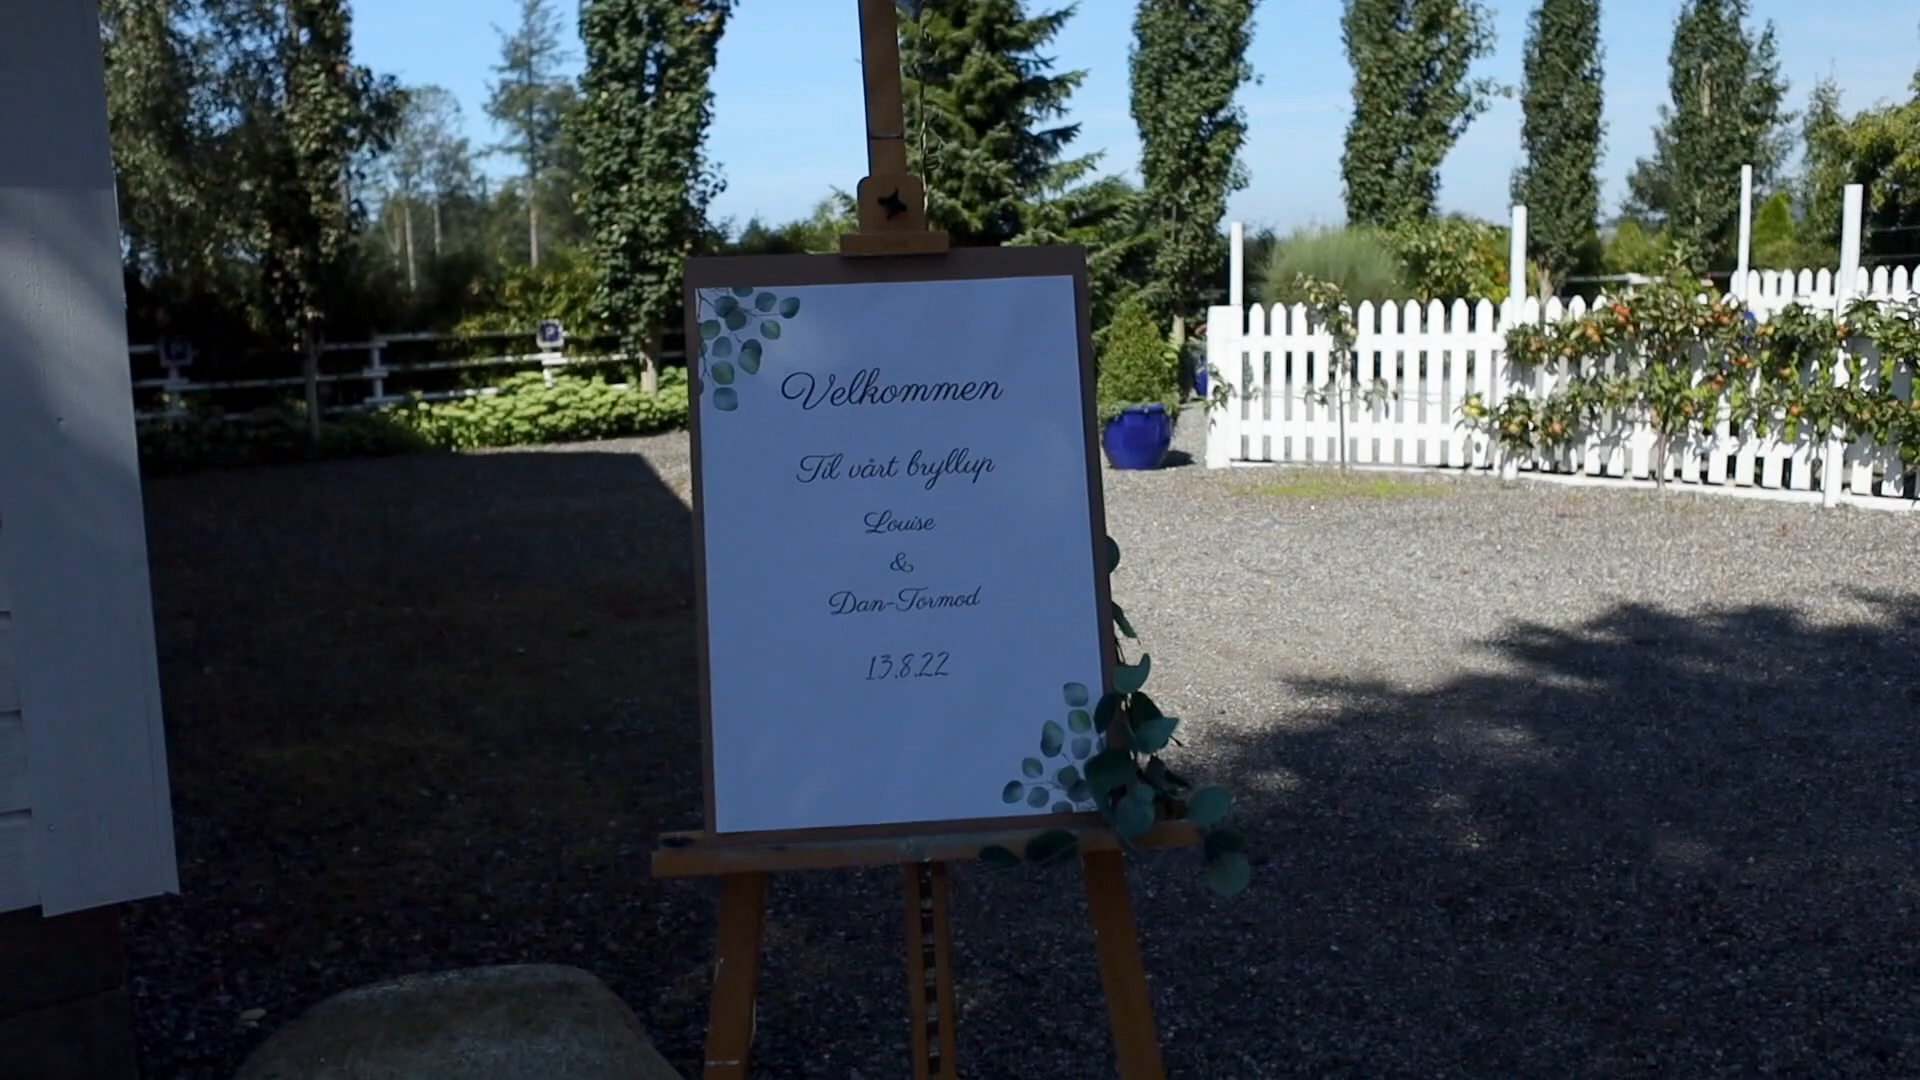 Velkommen
Til vårt bryllup
Louise
&
Dan-Tormod
13.8.22
P